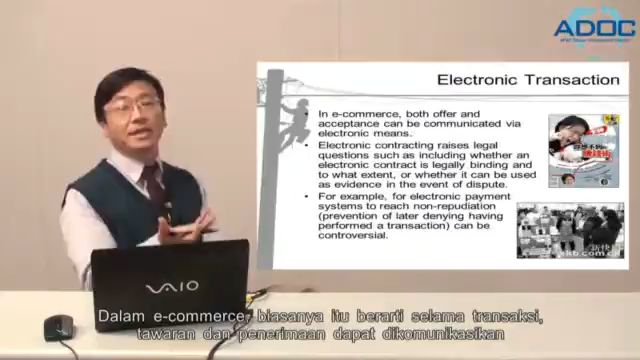 ADOC
Electronic Transaction
In e-commerce, both offer and
acceptance can be communicated via
electronic means.
Electronic contracting raises legal
questions such as including whether an
electronic contract is legally binding and
to what extent, or whether it can be used
as evidence in the event of dispute.
For example, for electronic payment
systems to reach non-repudiation
(prevention of later denying having
performed a transaction) can be
controversial.
VAIO
Dalam e-commerce, biasanya itu berarti selama transaksi,
tawaran dan penerimaan dapat dikomunikasikan